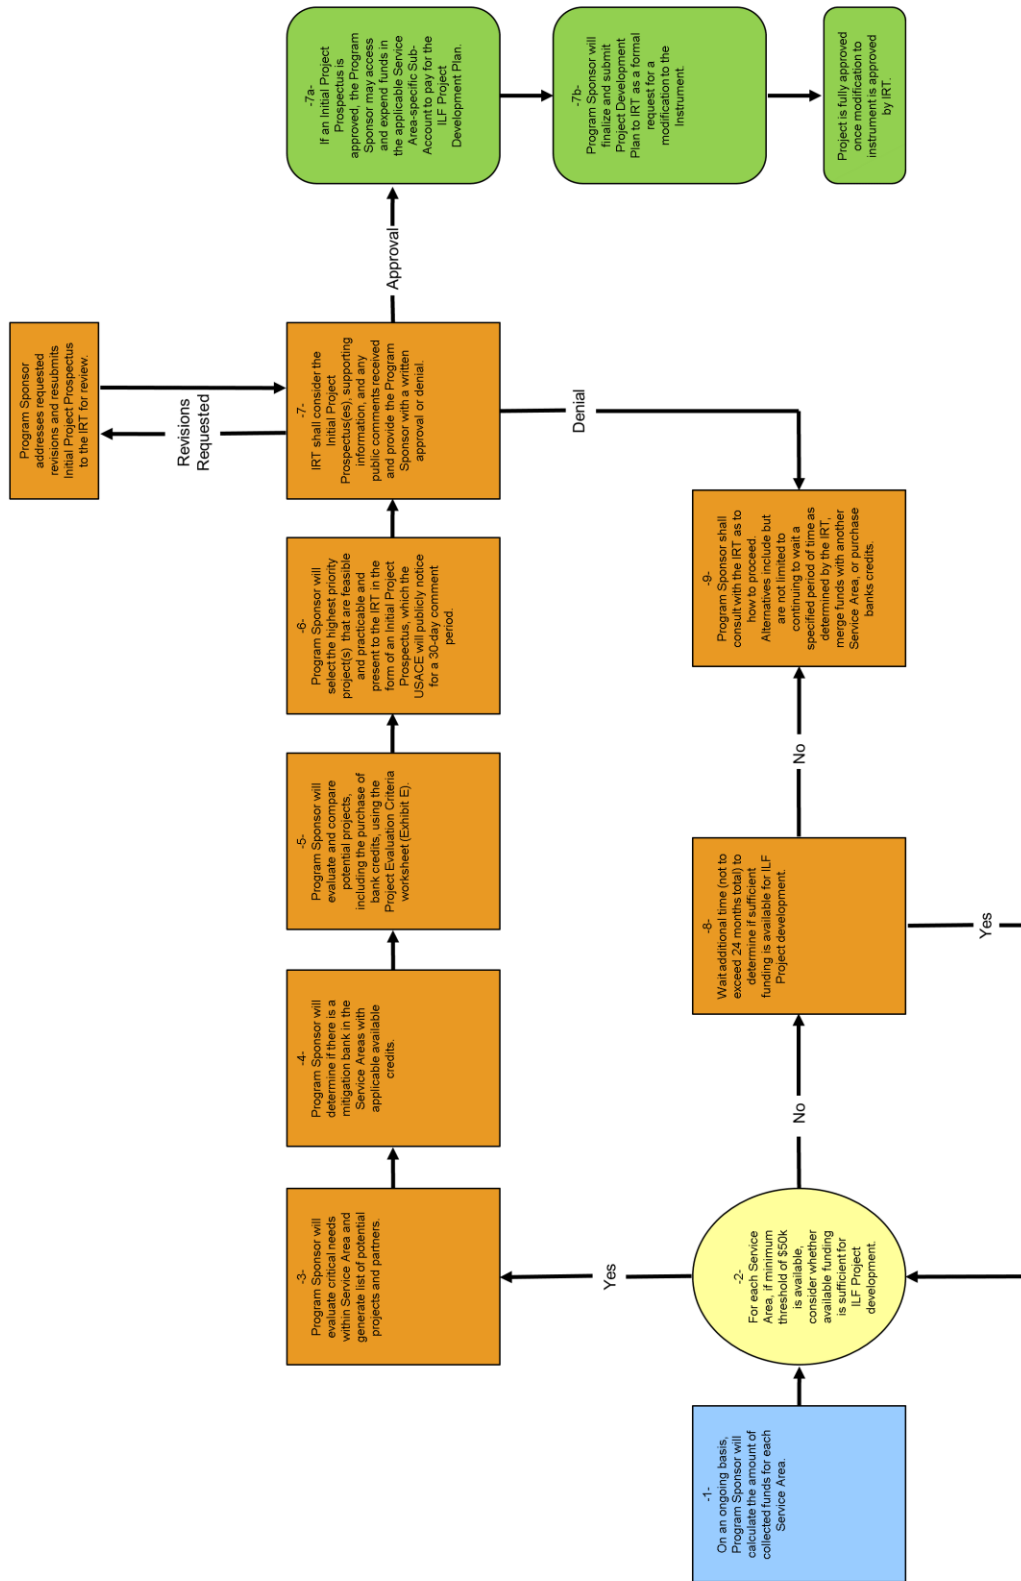 -1-
On an ongoing basis,
Program Sponsor will
calculate the amount of
collected funds for each
Service Area.
-2-
For each Service
Area, if minimum
threshold of $50k
is available,
consider whether
available funding
is sufficient for
ILF Project
development.
Yes
No
-3-
Program Sponsor will
evaluate critical needs
within Service Area and
generate list of potential
projects and partners.
-4-
Program Sponsor will
determine if there is a
mitigation bank in the
Service Areas with
applicable available
credits.
-5-
Program Sponsor will
evaluate and compare
potential projects,
including the purchase of
bank credits, using the
Project Evaluation Criteria
worksheet (Exhibit E).
-6-
Program Sponsor will
select the highest priority
project(s) that are feasible
and practicable and
present to the IRT in the
form of an Initial Project
Prospectus, which the
USACE will publicly notice
for a 30-day comment
period.
-7-
IRT shall consider the
Initial Project
Prospectus(es), supporting
information, and any
public comments received
and provide the Program
Sponsor with a written
approval or denial.
Revisions
Requested
Program Sponsor
addresses requested
revisions and resubmits
Initial Project Prospectus
to the IRT for review.
Approval
-7a-
If an Initial Project
Prospectus is
approved, the Program
Sponsor may access
and expend funds in
the applicable Service
Area-specific Sub-
Account to pay for the
ILF Project
Development Plan.
-7b-
Program Sponsor will
finalize and submit
Project Development
Plan to IRT as a formal
request for a
modification to the
Instrument.
Project is fully approved
once modification to
instrument is approved
by IRT.
Denial
-8-
Wait additional time (not to
exceed 24 months total) to
determine if sufficient
funding is available for ILF
Project development.
Yes
No
-9-
Program Sponsor shall
consult with the IRT as to
how to proceed.
Alternatives include but
are not limited to
continuing to wait a
specified period of time as
determined by the IRT,
merge funds with another
Service Area, or purchase
banks credits.